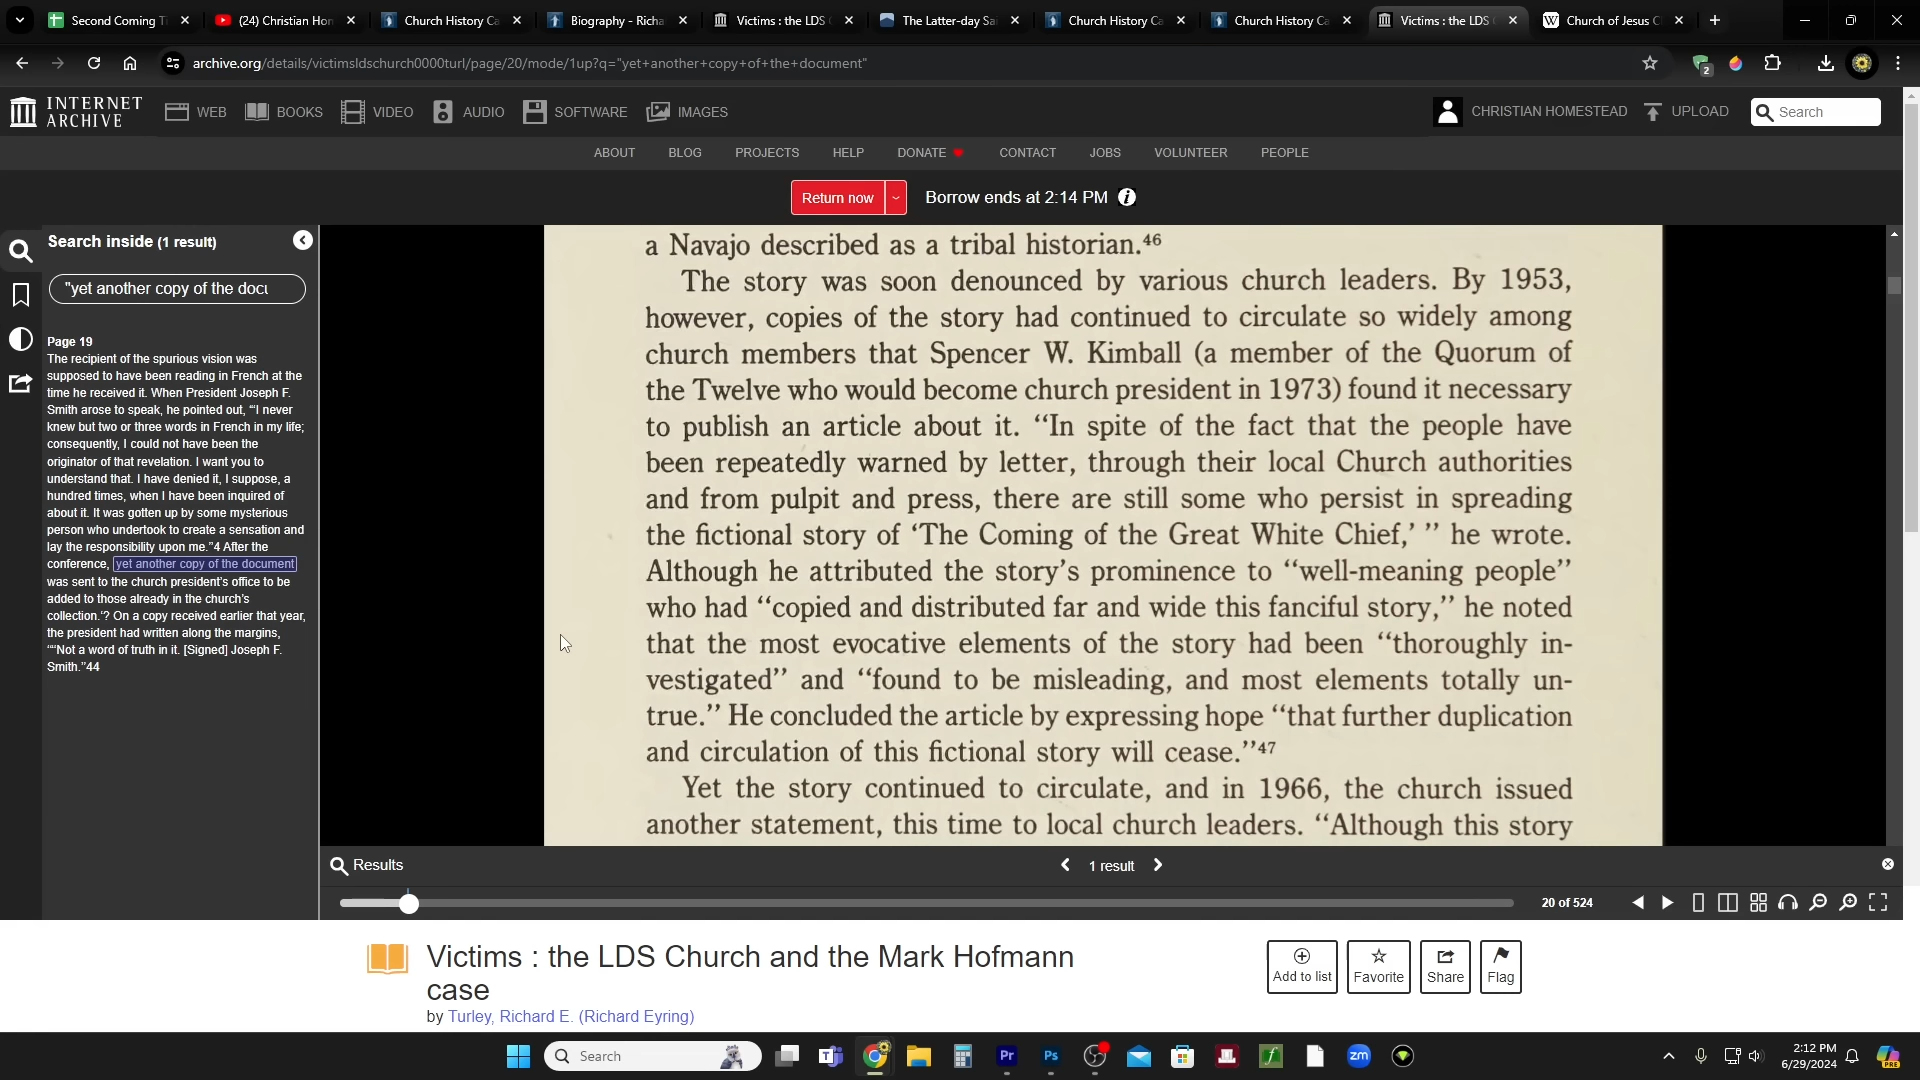 Second Coming T
(24) Christian Hom
Church History Ca
Biography - Richa
Victims : the LDS
The Latter-day Sa
Church History Ca
Church History Ca
Victims : the LDS
Church of Jesus C
archive.org/details/victimsldschurch0000turl/page/20/mode/1up?q="yet+another+copy+of+the+document"
2
INTERNET ARCHIVE
WEB
BOOKS
VIDEO
AUDIO
SOFTWARE
IMAGES
CHRISTIAN HOMESTEAD
UPLOAD
Search
ABOUT
BLOG
PROJECTS
HELP
DONATE
CONTACT
JOBS
VOLUNTEER
PEOPLE
Return now
Borrow ends at 2:14 PM
Search inside (1 result)
"yet another copy of the docu
Page 19
The recipient of the spurious vision was
supposed to have been reading in French at the
time he received it. When President Joseph F.
Smith arose to speak, he pointed out, "'I never
knew but two or three words in French in my life;
consequently, I could not have been the
originator of that revelation. I want you to
understand that. I have denied it, I suppose, a
hundred times, when I have been inquired of
about it. It was gotten up by some mysterious
person who undertook to create a sensation and
lay the responsibility upon me."4 After the
conference, yet another copy of the document
was sent to the church president's office to be
added to those already in the church's
collection.'? On a copy received earlier that year,
the president had written along the margins,
""Not a word of truth in it. [Signed] Joseph F.
Smith."44
a Navajo described as a tribal historian.46
The story was soon denounced by various church leaders. By 1953,
however, copies of the story had continued to circulate so widely among
church members that Spencer W. Kimball (a member of the Quorum of
the Twelve who would become church president in 1973) found it necessary
to publish an article about it. "In spite of the fact that the people have
been repeatedly warned by letter, through their local Church authorities
and from pulpit and press, there are still some who persist in spreading
the fictional story of 'The Coming of the Great White Chief,' " he wrote.
Although he attributed the story's prominence to "well-meaning people"
who had "copied and distributed far and wide this fanciful story," he noted
that the most evocative elements of the story had been "thoroughly in-
vestigated" and "found to be misleading, and most elements totally un-
true." He concluded the article by expressing hope "that further duplication
and circulation of this fictional story will cease."47
Yet the story continued to circulate, and in 1966, the church issued
another statement, this time to local church leaders. "Although this story
Results
1 result
20 of 524
Victims : the LDS Church and the Mark Hofmann
case
by Turley, Richard E. (Richard Eyring)
Add to list
Favorite
Share
Flag
Search
Pr
Ps
zm
2:12 PM
6/29/2024